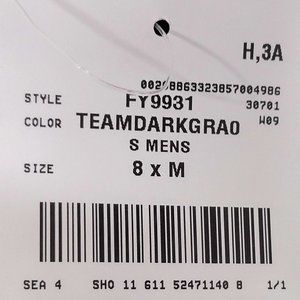 H,3A
00208863323857004986
STYLE FY9931 30701
COLOR TEAMDARKGRA0 W09
S MENS
SIZE 8 x M
SEA 4 SHO 11 611 52471140 8 1/1